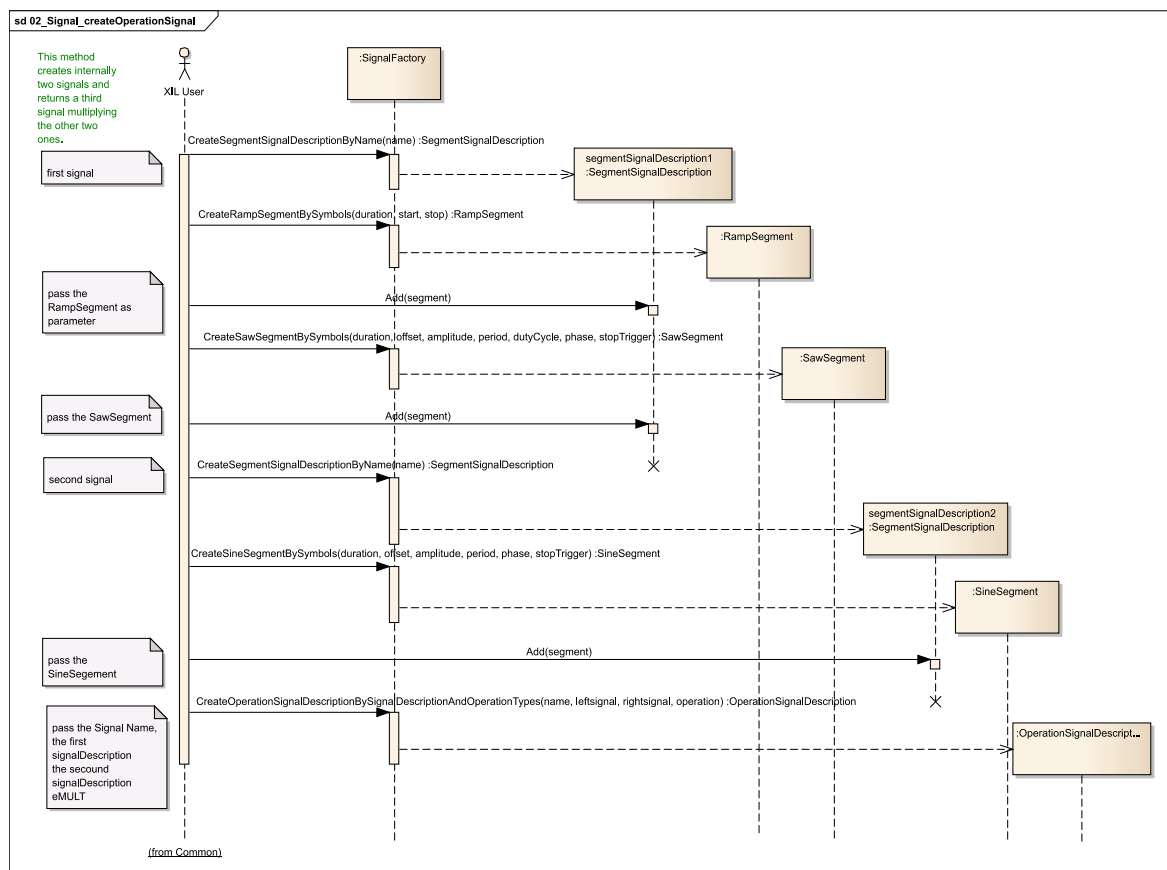 sd 02_Signal_createOperationSignal
This method
creates internally
two signals and
returns a third
signal multiplying
the other two
ones.
XIL User
:SignalFactory
CreateSegmentSignalDescriptionByName(name) :SegmentSignalDescription
first signal
segmentSignalDescription1
:SegmentSignalDescription
CreateRampSegmentBySymbols(duration, start, stop) :RampSegment
:RampSegment
pass the
RampSegment as
parameter
Add(segment)
CreateSawSegmentBySymbols(duration, offset, amplitude, period, dutyCycle, phase, stopTrigger) :SawSegment
:SawSegment
pass the SawSegment
Add(segment)
CreateSegmentSignalDescriptionByName(name) :SegmentSignalDescription
second signal
segmentSignalDescription2
:SegmentSignalDescription
CreateSineSegmentBySymbols(duration, offset, amplitude, period, phase, stopTrigger) :SineSegment
:SineSegment
pass the
SineSegement
Add(segment)
CreateOperationSignalDescriptionBySignalDescriptionAndOperationTypes(name, leftsignal, rightsignal, operation) :OperationSignalDescription
pass the Signal Name,
the first
signalDescription
the secound
signalDescription
eMULT
:OperationSignalDescript...
(from Common)